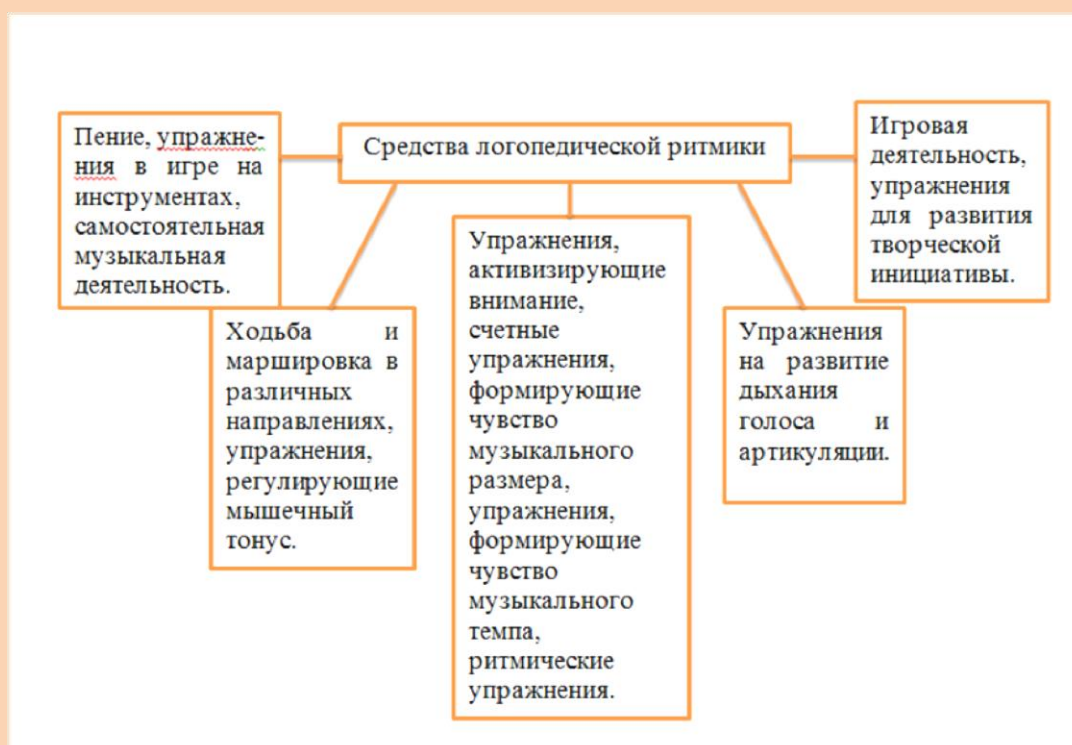 Средства логопедической ритмики
Пение, упражне-
ния в игре на
инструментах,
самостоятельная
музыкальная
деятельность.
Ходьба и
маршировка в
различных
направлениях,
упражнения,
регулирующие
мышечный
тонус.
Упражнения,
активизирующие
внимание,
счетные
упражнения,
формирующие
чувство
музыкального
размера,
упражнения,
формирующие
чувство
музыкального
темпа,
ритмические
упражнения.
Упражнения
на развитие
дыхания
голоса и
артикуляции.
Игровая
деятельность,
упражнения
для развития
творческой
инициативы.